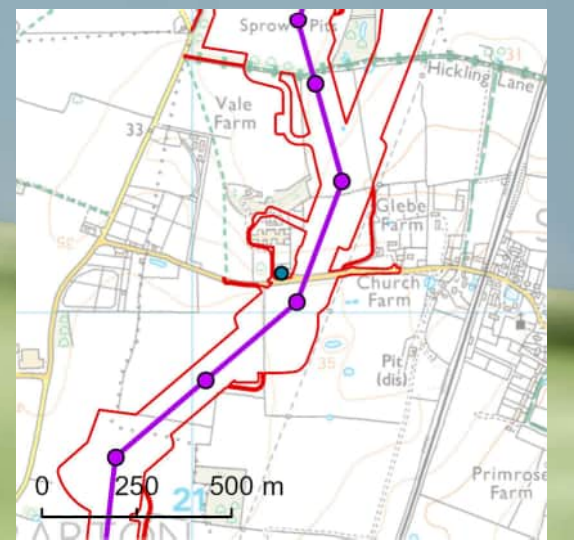 Sprow Pits
31
Hickling Lane
Vale
Farm
33
Glebe
Farm
Church
Farm
35
Pit
(dis)
0 250 500 m
21
Primrose
Farm